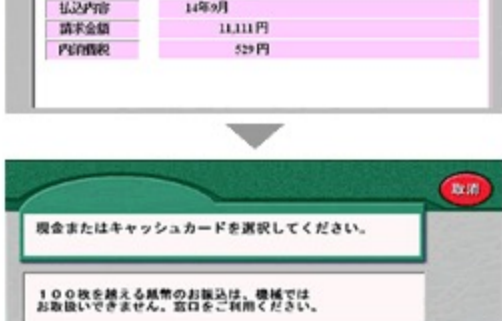 払込内容 14年9月
請求金額 11,111円
内消費税 529円
取消
現金またはキャッシュカードを選択してください。
100枚を越える紙幣のお振込は、機械では
お取扱いできません。窓口をご利用ください。